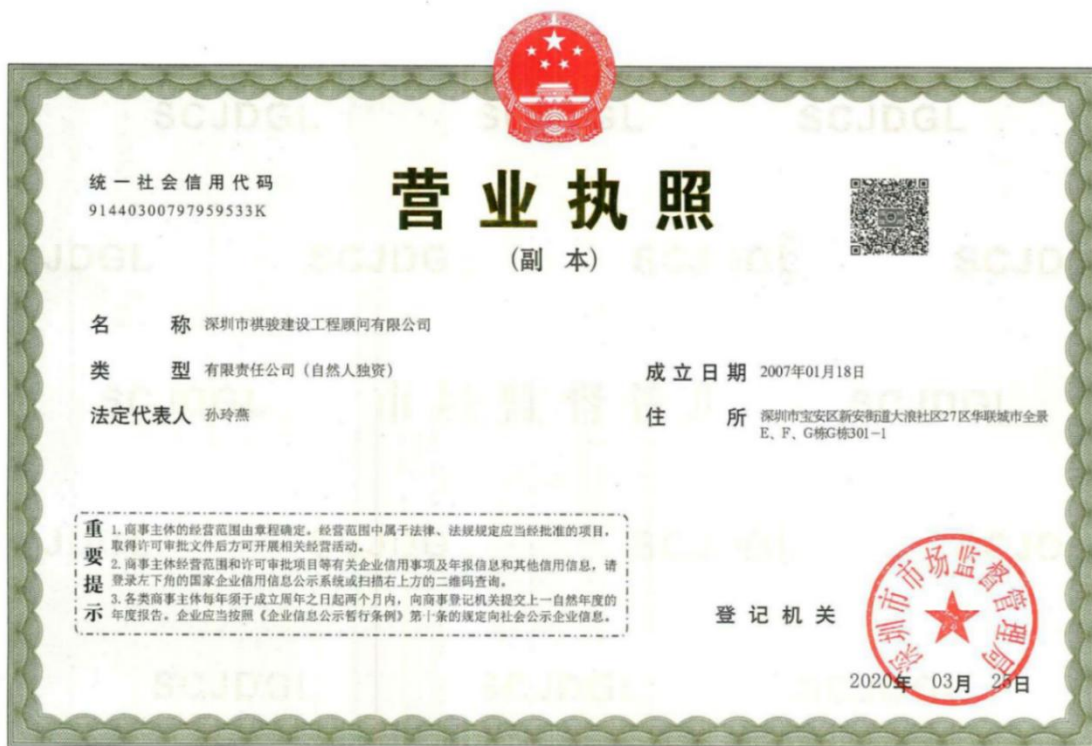 统一社会信用代码
91440300797959533K
营业执照
(副 本)
名 称 深圳市祺骏建设工程顾问有限公司
类 型 有限责任公司（自然人独资）
法定代表人 孙玲燕
成立日期 2007年01月18日
住 所 深圳市宝安区新安街道大浪社区27区华联城市全景
E、F、G栋G栋301-1
重要提示
1.商事主体的经营范围由章程确定。经营范围中属于法律、法规规定应当经批准的项目，
取得许可审批文件后方可开展相关经营活动。
2.商事主体经营范围和许可审批项目等有关企业信用事项及年报信息和其他信用信息，请
登录左下角的国家企业信用信息公示系统或扫描右上方的二维码查询。
3.各类商事主体每年须于成立周年之日起两个月内，向商事登记机关提交上一自然年度的
年度报告。企业应当按照《企业信息公示暂行条例》第十条的规定向社会公示企业信息。
登记机关
深圳市市场监督管理局
2020年 03月 26日
SCJDGL